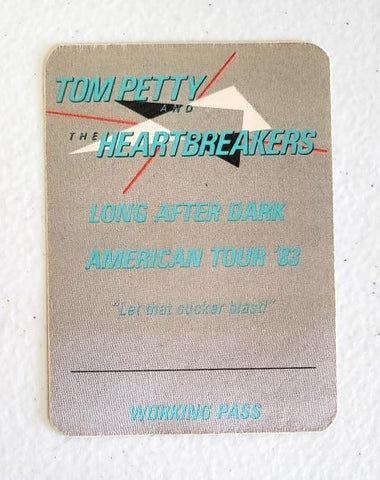 TOM PETTY
AND
THE HEARTBREAKERS
LONG AFTER DARK
AMERICAN TOUR '83
"Let that sucker blast!"
WORKING PASS